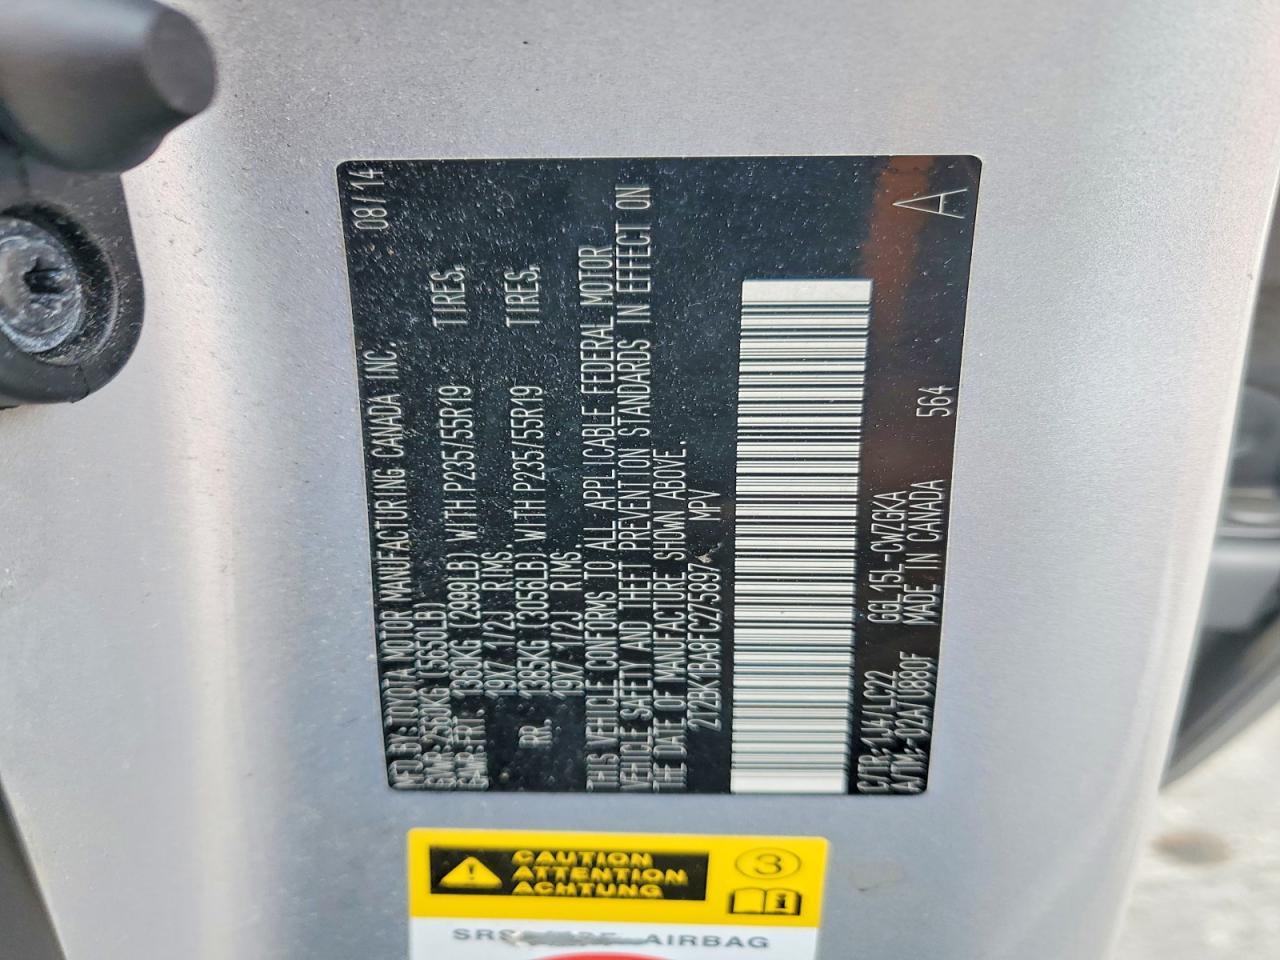 MFD. BY: TOYOTA MOTOR MANUFACTURING CANADA INC. 08/14
GVWR: 2560KG (5650LB)
GAWR: FRT. 1360KG (2999LB) WITH P235/55R19 TIRES,
19X7 1/2J RIMS.
RR. 1385KG (3056LB) WITH P235/55R19 TIRES,
19X7 1/2J RIMS.
THIS VEHICLE CONFORMS TO ALL APPLICABLE FEDERAL MOTOR
VEHICLE SAFETY AND THEFT PREVENTION STANDARDS IN EFFECT ON
THE DATE OF MANUFACTURE SHOWN ABOVE.
2T2BK1BA8FC275897 MPV
C/TR: 1J4/LC22 GGL15L-CWZGKA A
A/TM: -02A/U880F MADE IN CANADA 564
CAUTION
ATTENTION
ACHTUNG
3
AIRBAG